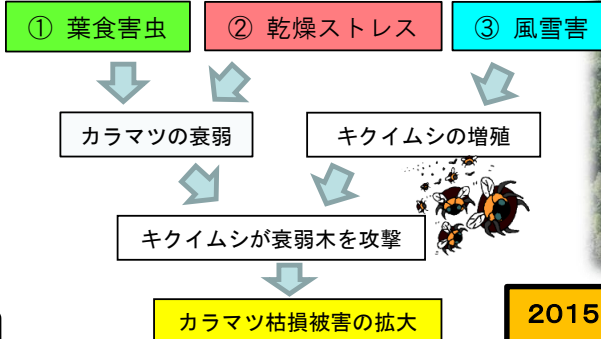 ① 葉食害虫
② 乾燥ストレス
③ 風雪害
カラマツの衰弱
キクイムシの増殖
キクイムシが衰弱木を攻撃
カラマツ枯損被害の拡大
2015